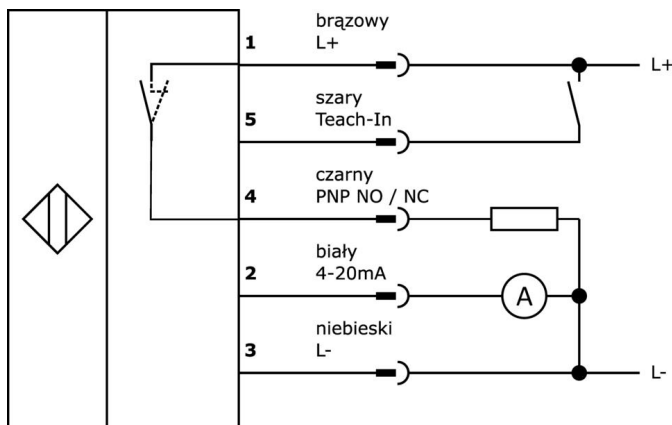 brązowy
1 L+
L+
szary
5 Teach-In
czarny
4 PNP NO / NC
biały
2 4-20mA
A
niebieski
3 L-
L-